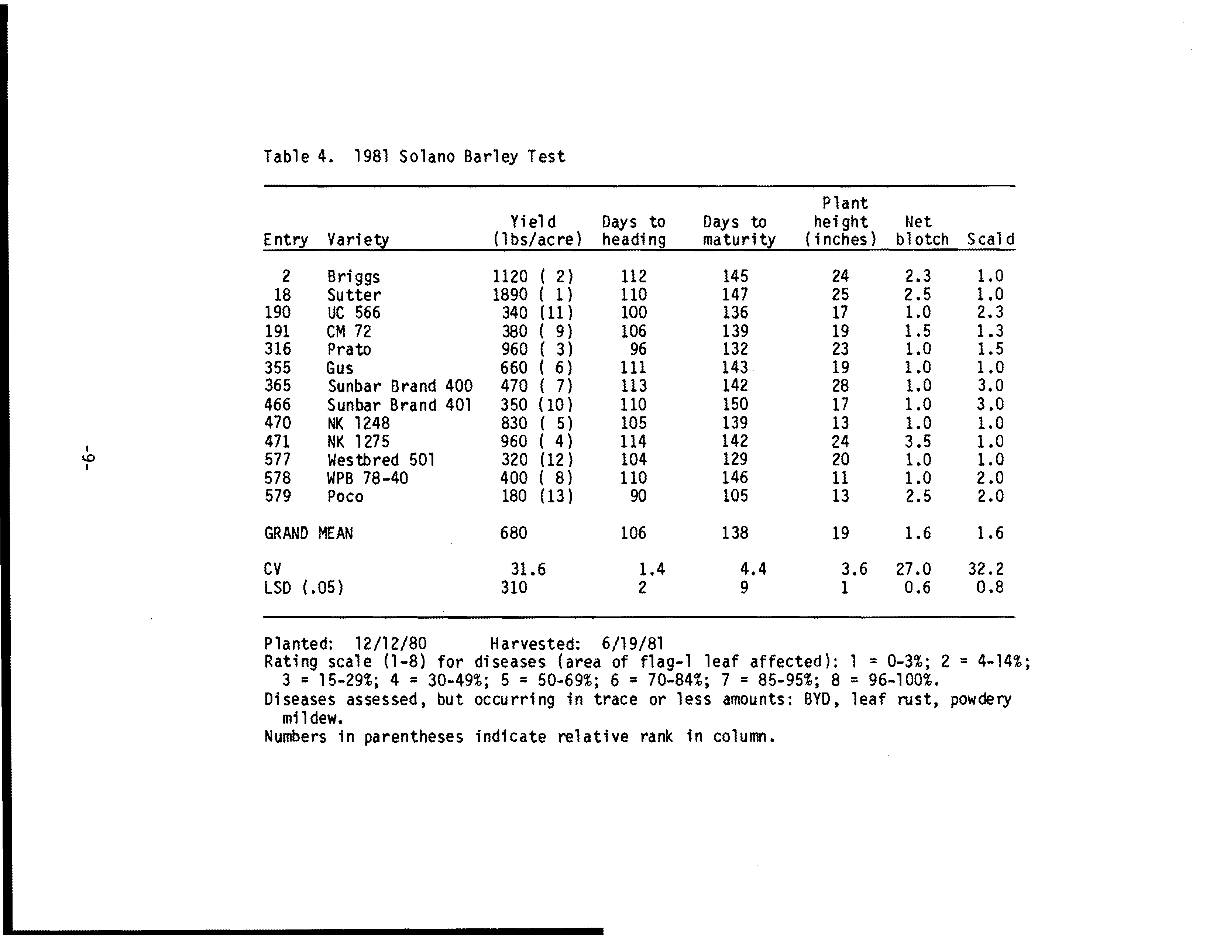 Table 4. 1981 Solano Barley Test
Plant
Yield Days to Days to height Net
Entry Variety (lbs/acre) heading maturity (inches) blotch Scald
2 Briggs 1120 ( 2) 112 145 24 2.3 1.0
18 Sutter 1890 ( 1) 110 147 25 2.5 1.0
190 UC 566 340 (11) 100 136 17 1.0 2.3
191 CM 72 380 ( 9) 106 139 19 1.5 1.3
316 Prato 960 ( 3) 96 132 23 1.0 1.5
355 Gus 660 ( 6) 111 143 19 1.0 1.0
365 Sunbar Brand 400 470 ( 7) 113 142 28 1.0 3.0
466 Sunbar Brand 401 350 (10) 110 150 17 1.0 3.0
470 NK 1248 830 ( 5) 105 139 13 1.0 1.0
471 NK 1275 960 ( 4) 114 142 24 3.5 1.0
577 Westbred 501 320 (12) 104 129 20 1.0 1.0
578 WPB 78-40 400 ( 8) 110 146 11 1.0 2.0
579 Poco 180 (13) 90 105 13 2.5 2.0
GRAND MEAN 680 106 138 19 1.6 1.6
CV 31.6 1.4 4.4 3.6 27.0 32.2
LSD (.05) 310 2 9 1 0.6 0.8
Planted: 12/12/80 Harvested: 6/19/81
Rating scale (1-8) for diseases (area of flag-1 leaf affected): 1 = 0-3%; 2 = 4-14%;
3 = 15-29%; 4 = 30-49%; 5 = 50-69%; 6 = 70-84%; 7 = 85-95%; 8 = 96-100%.
Diseases assessed, but occurring in trace or less amounts: BYD, leaf rust, powdery
mildew.
Numbers in parentheses indicate relative rank in column.
-6-